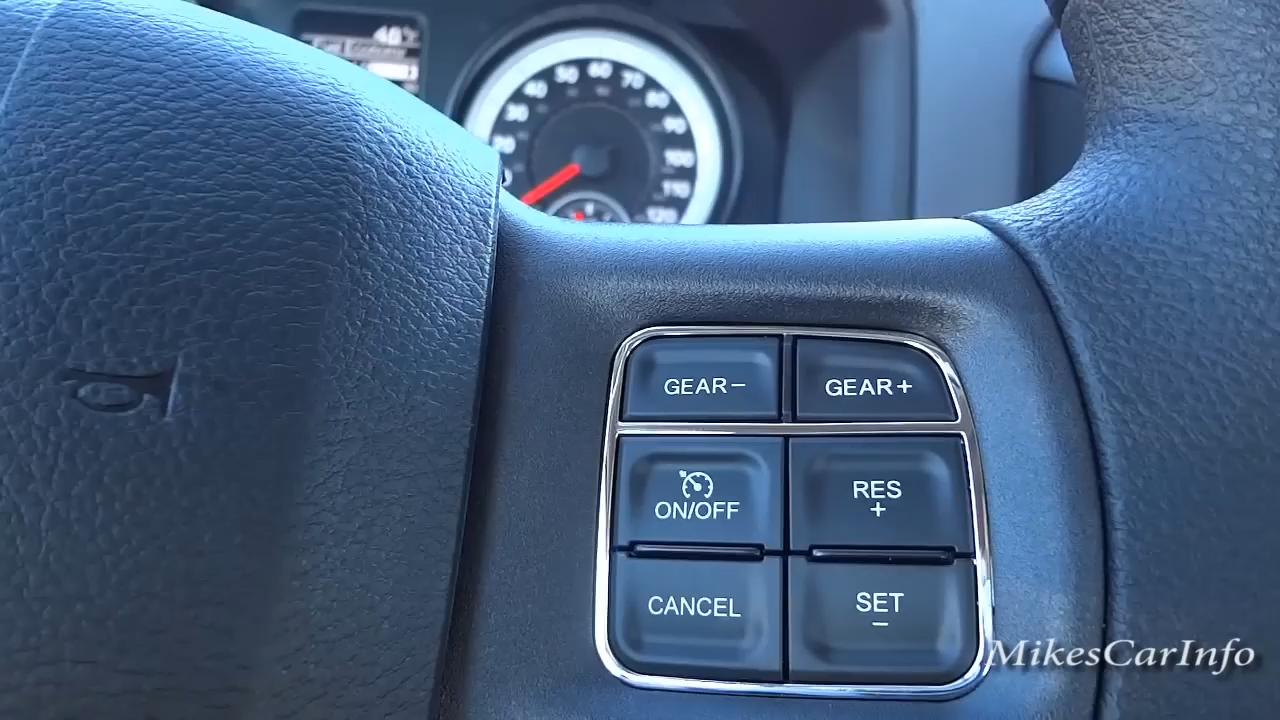 40
50
60
70
30
80
20
90
100
110
120
GEAR–
GEAR+
ON/OFF
RES
+
CANCEL
SET
–
MikesCarInfo